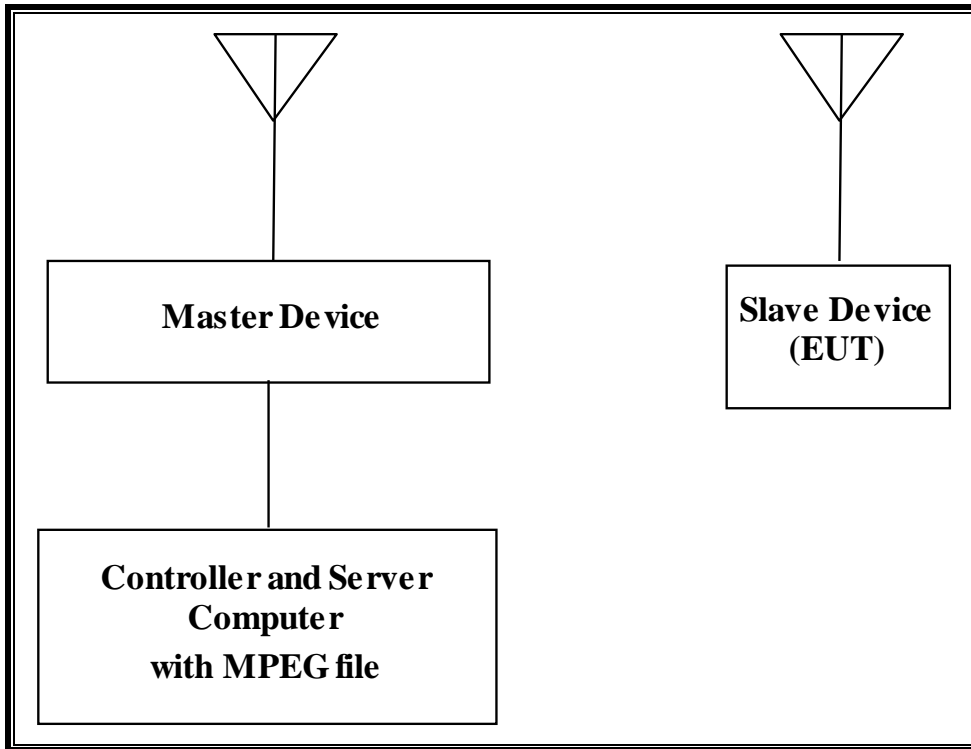 Master Device
Slave Device
(EUT)
Controller and Server
Computer
with MPEG file